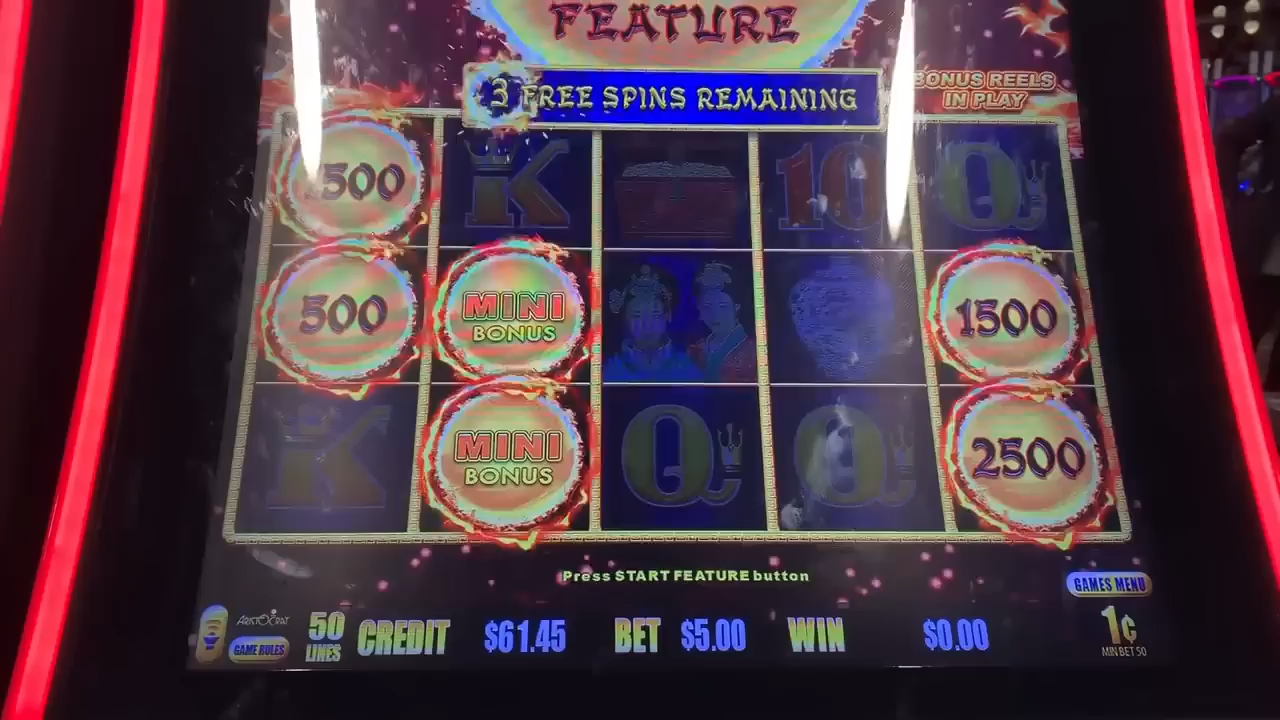 FEATURE
3 FREE SPINS REMAINING
BONUS REELS
IN PLAY
K
10
Q
500
MINI
BONUS
1500
K
MINI
BONUS
Q
Q
2500
Press START FEATURE button
GAMES MENU
ARISTOCRAT
GAME RULES
50
LINES
CREDIT $61.45 BET $5.00 WIN $0.00
1¢
MIN BET 50